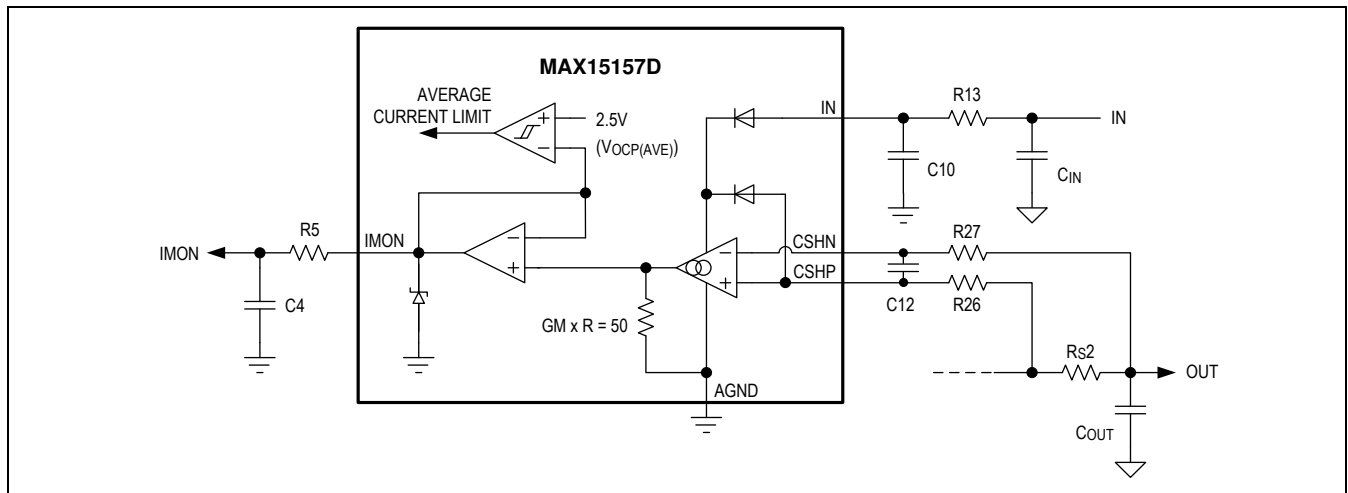 MAX15157D
AVERAGE
CURRENT LIMIT
2.5V
(VOCP(AVE))
IN
R13
IN
C10
CIN
R5
IMON
IMON
C4
GM x R = 50
CSHN
CSHP
R27
C12
R26
RS2
OUT
AGND
COUT